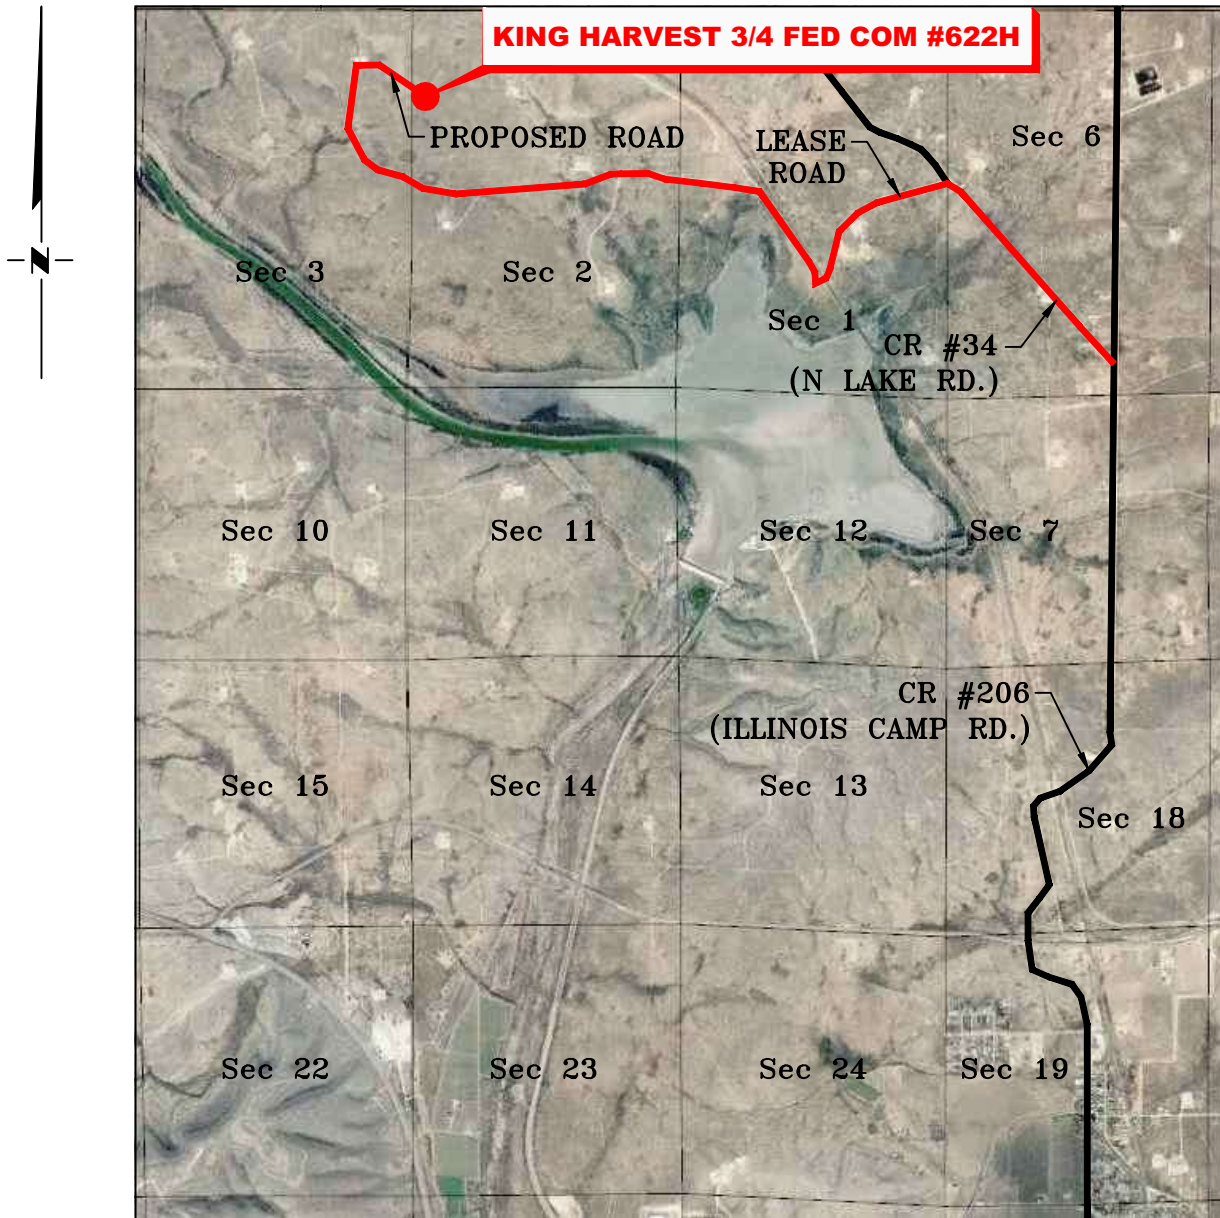 KING HARVEST 3/4 FED COM #622H
PROPOSED ROAD
LEASE
ROAD
Sec 6
N
Sec 3
Sec 2
Sec 1
CR #34
(N LAKE RD.)
Sec 10
Sec 11
Sec 12
Sec 7
CR #206
(ILLINOIS CAMP RD.)
Sec 15
Sec 14
Sec 13
Sec 18
Sec 22
Sec 23
Sec 24
Sec 19